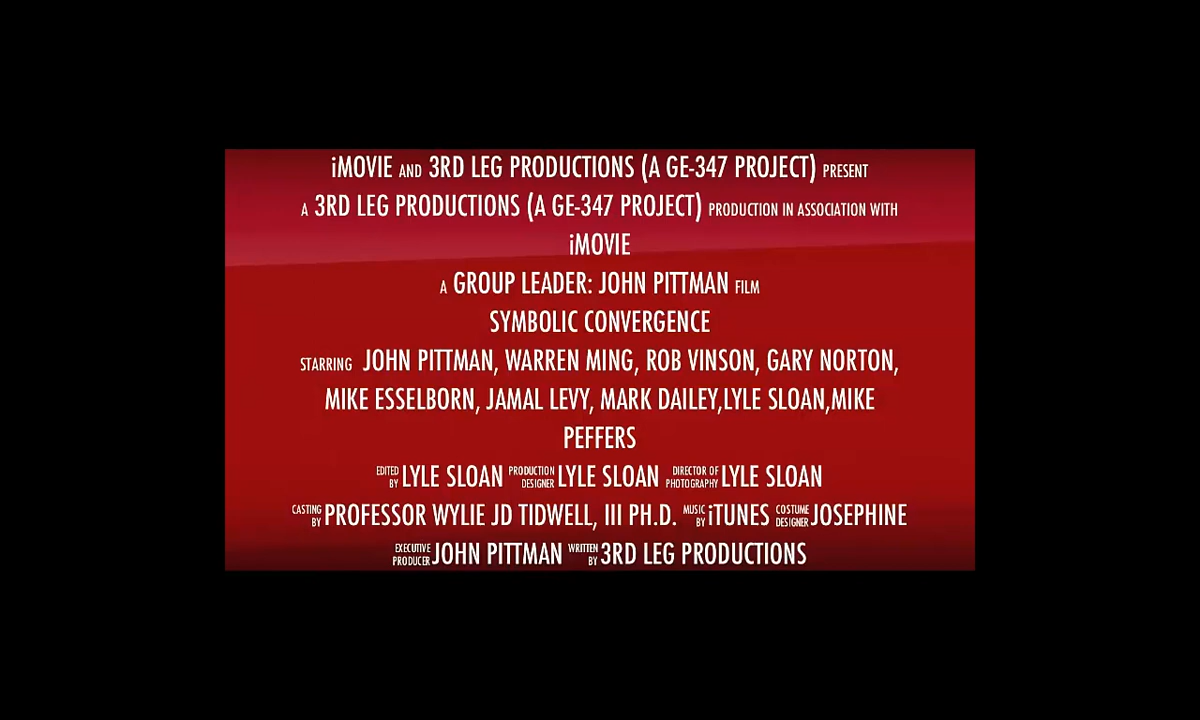 iMOVIE AND 3RD LEG PRODUCTIONS (A GE-347 PROJECT) PRESENT
A 3RD LEG PRODUCTIONS (A GE-347 PROJECT) PRODUCTION IN ASSOCIATION WITH
iMOVIE
A GROUP LEADER: JOHN PITTMAN FILM
SYMBOLIC CONVERGENCE
STARRING JOHN PITTMAN, WARREN MING, ROB VINSON, GARY NORTON,
MIKE ESSELBORN, JAMAL LEVY, MARK DAILEY,LYLE SLOAN,MIKE
PEFFERS
EDITED BY LYLE SLOAN PRODUCTION DESIGNER LYLE SLOAN DIRECTOR OF PHOTOGRAPHY LYLE SLOAN
CASTING BY PROFESSOR WYLIE JD TIDWELL, III PH.D. MUSIC BY iTUNES COSTUME DESIGNER JOSEPHINE
EXECUTIVE PRODUCER JOHN PITTMAN WRITTEN BY 3RD LEG PRODUCTIONS